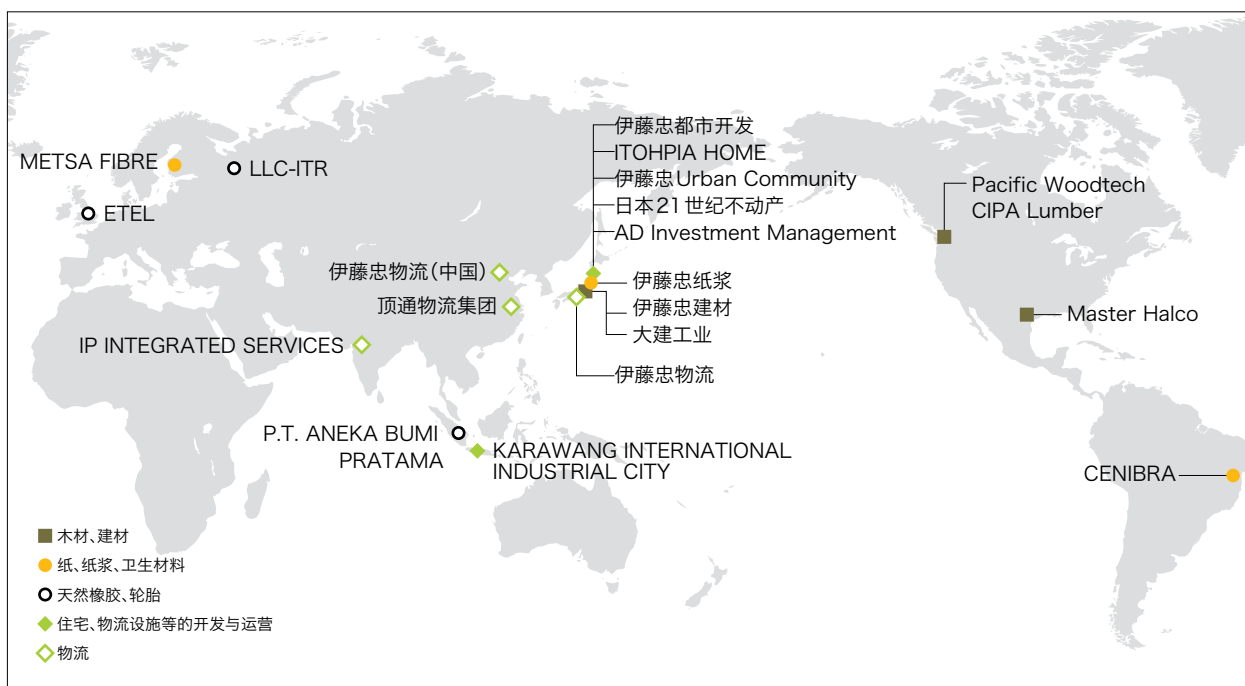 伊藤忠都市开发
ITOHPIA HOME
伊藤忠Urban Community
日本21世纪不动产
AD Investment Management
METSA FIBRE
LLC-ITR
ETEL
Pacific Woodtech
CIPA Lumber
伊藤忠物流(中国)
顶通物流集团
IP INTEGRATED SERVICES
伊藤忠纸浆
伊藤忠建材
大建工业
伊藤忠物流
Master Halco
P.T. ANEKA BUMI
PRATAMA
KARAWANG INTERNATIONAL
INDUSTRIAL CITY
CENIBRA
木材、建材
纸、纸浆、卫生材料
天然橡胶、轮胎
住宅、物流设施等的开发与运营
物流